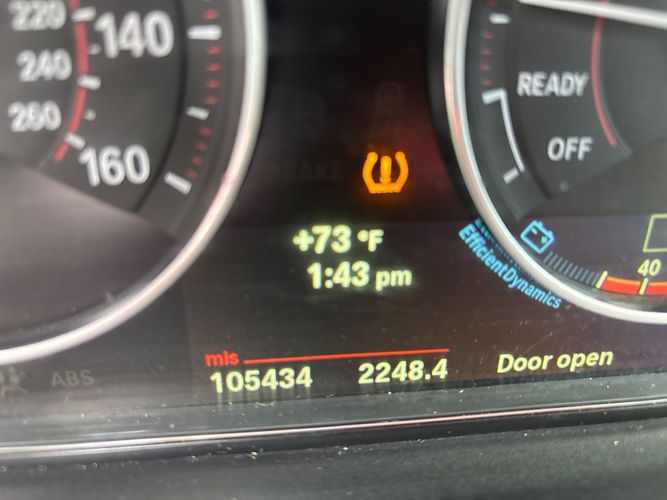 220
140
240
260
160
BRAKE
READY
OFF
+73 °F
1:43 pm
EfficientDynamics
40
mls
105434 2248.4
Door open
ABS